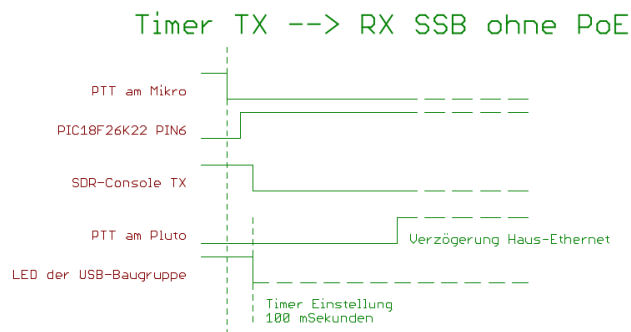 Timer TX --> RX SSB ohne PoE
PTT am Mikro
PIC18F26K22 PIN6
SDR-Console TX
PTT am Pluto
Verzögerung Haus-Ethernet
LED der USB-Baugruppe
Timer Einstellung
100 mSekunden